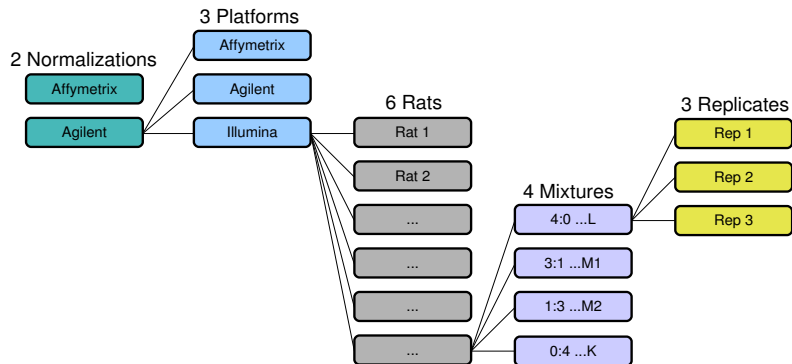 2 Normalizations
Affymetrix
Agilent
3 Platforms
Affymetrix
Agilent
Illumina
6 Rats
Rat 1
Rat 2
...
...
...
...
4 Mixtures
4:0 ...L
3:1 ...M1
1:3 ...M2
0:4 ...K
3 Replicates
Rep 1
Rep 2
Rep 3